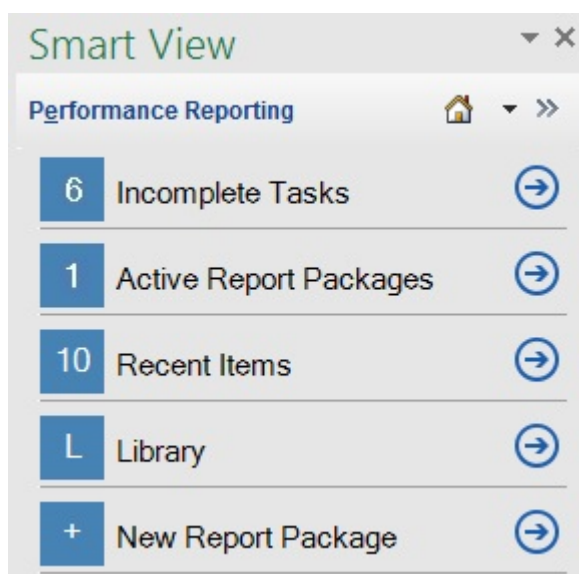 Smart View
Performance Reporting
6 Incomplete Tasks
1 Active Report Packages
10 Recent Items
L Library
+ New Report Package